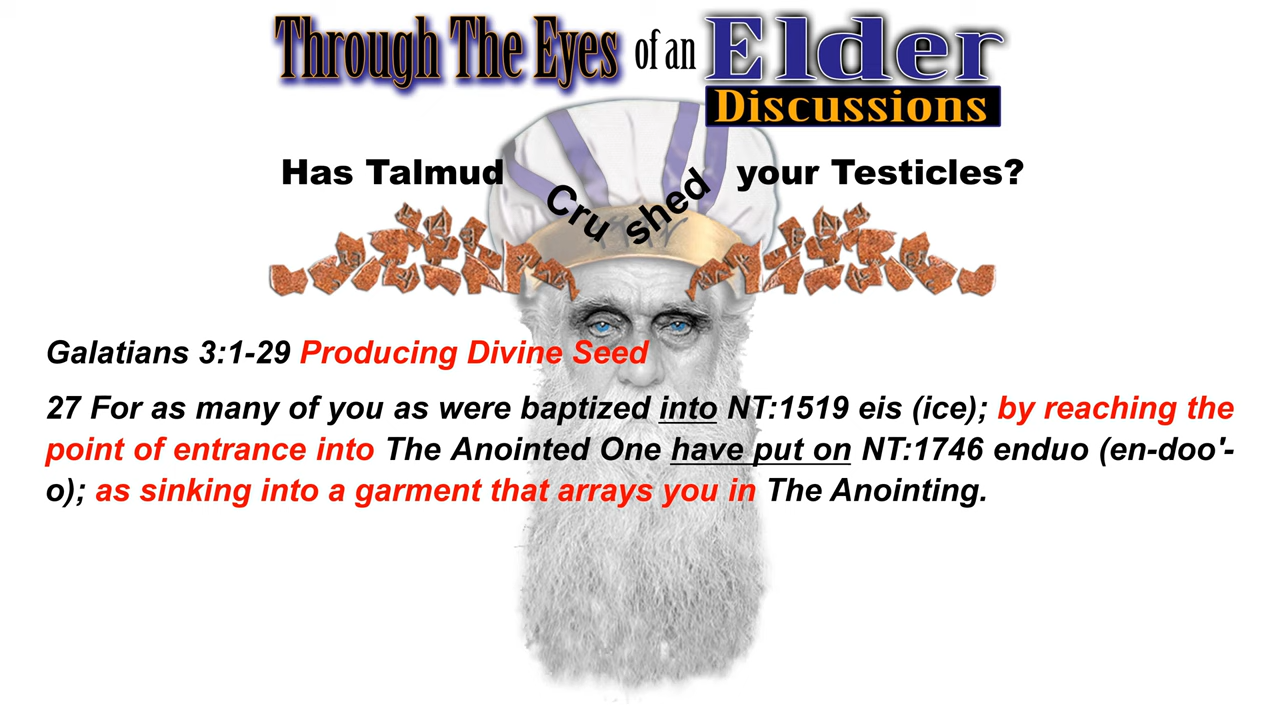 Through The Eyes of an Elder
Discussions
Has Talmud Crushed your Testicles?
Galatians 3:1-29 Producing Divine Seed
27 For as many of you as were baptized into NT:1519 eis (ice); by reaching the
point of entrance into The Anointed One have put on NT:1746 enduo (en-doo'-
o); as sinking into a garment that arrays you in The Anointing.